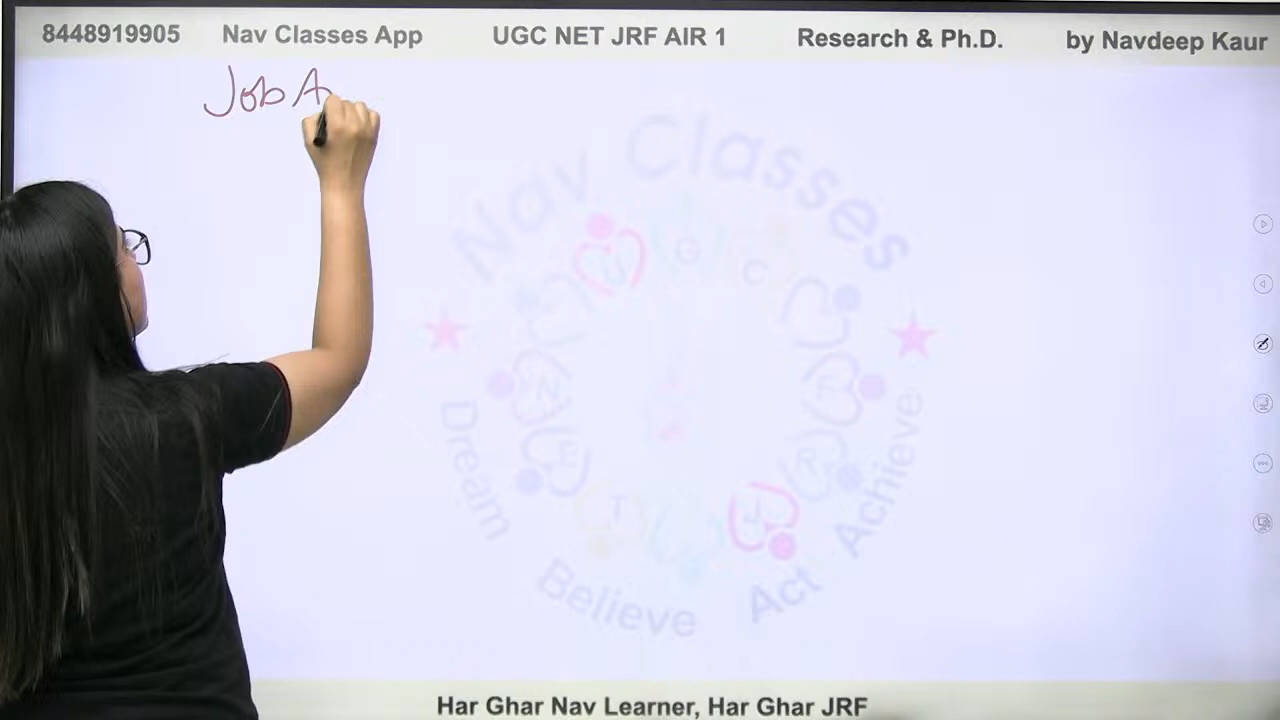 8448919905 Nav Classes App UGC NET JRF AIR 1 Research & Ph.D. by Navdeep Kaur
Job A
Nav Classes
U G C
N E T J R F
Dream Believe Act Achieve
Har Ghar Nav Learner, Har Ghar JRF